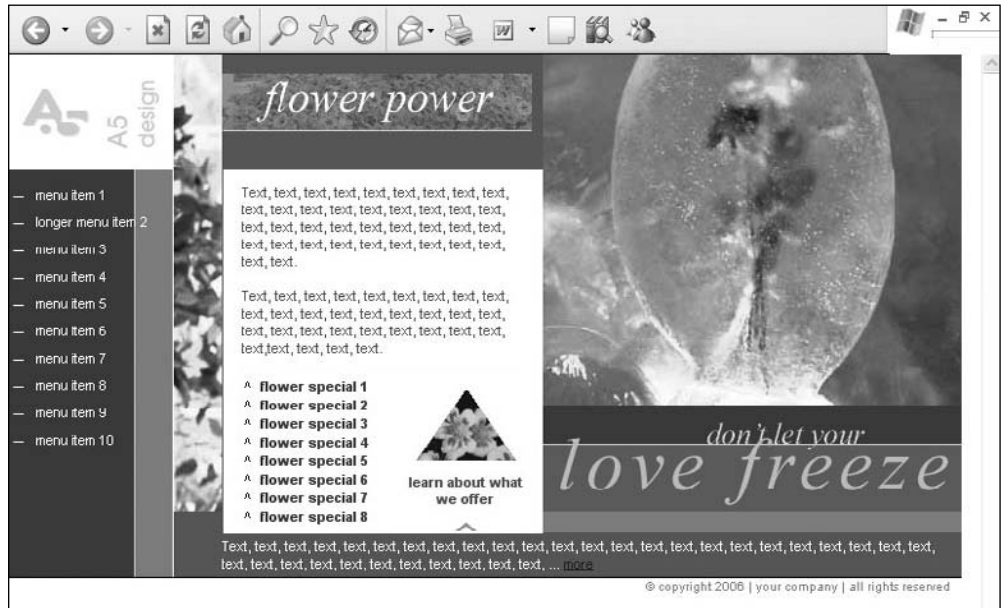 A5
design
flower power
— menu item 1
— longer menu item 2
— menu item 3
— menu item 4
— menu item 5
— menu item 6
— menu item 7
— menu item 8
— menu item 9
— menu item 10
Text, text, text, text, text, text, text, text, text,
text, text, text, text, text, text, text, text, text,
text, text, text, text, text, text, text, text, text,
text, text, text, text, text, text, text, text, text,
text, text.
Text, text, text, text, text, text, text, text, text,
text, text, text, text, text, text, text, text, text,
text, text, text, text, text, text, text, text, text,
text,text, text, text, text.
flower special 1
flower special 2
flower special 3
flower special 4
flower special 5
flower special 6
flower special 7
flower special 8
learn about what
we offer
don't let your
love freeze
Text, text, text, text, text, text, text, text, text, text, text, text, text, text, text, text, text, text, text, text, text, text, text, text,
text, text, text, text, text, text, text, text, text, text, text, ... more
© copyright 2006 | your company | all rights reserved